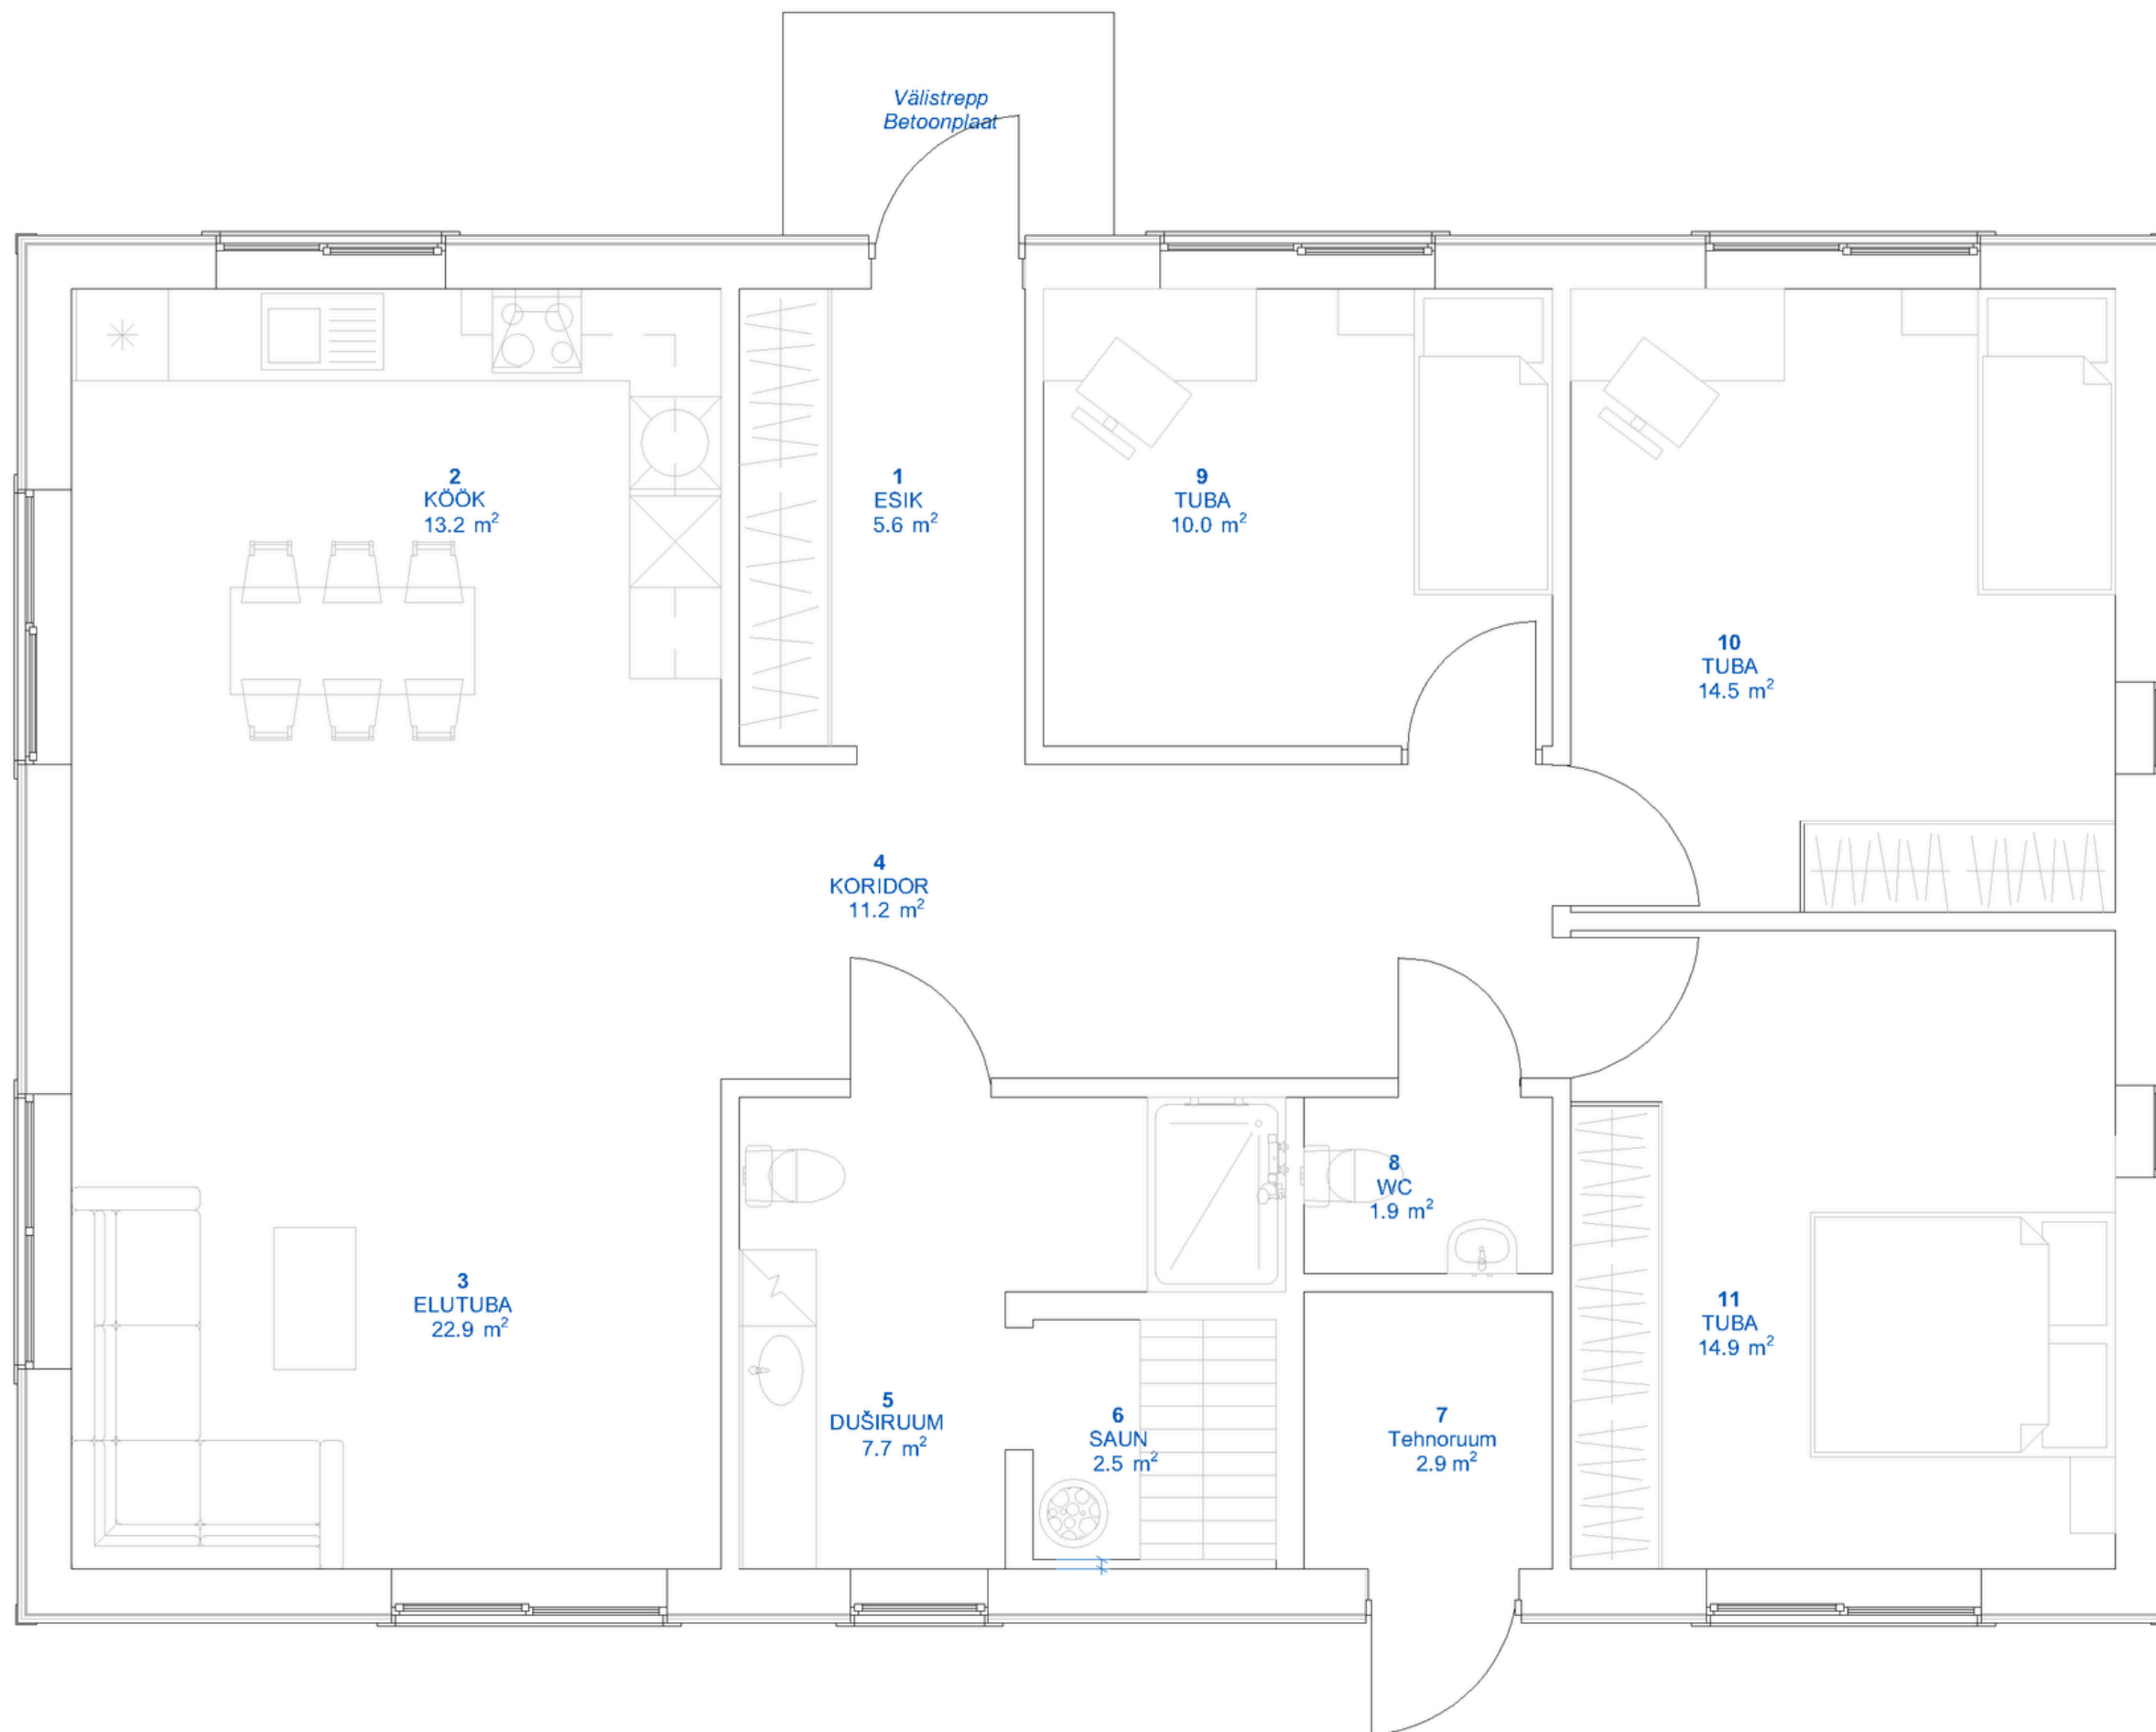 Välistrepp
Betoonplaat
2
KÖÖK
13.2 m²
1
ESIK
5.6 m²
9
TUBA
10.0 m²
10
TUBA
14.5 m²
4
KORIDOR
11.2 m²
8
WC
1.9 m²
3
ELUTUBA
22.9 m²
11
TUBA
14.9 m²
5
DUŠIRUUM
7.7 m²
6
SAUN
2.5 m²
7
Tehnoruum
2.9 m²